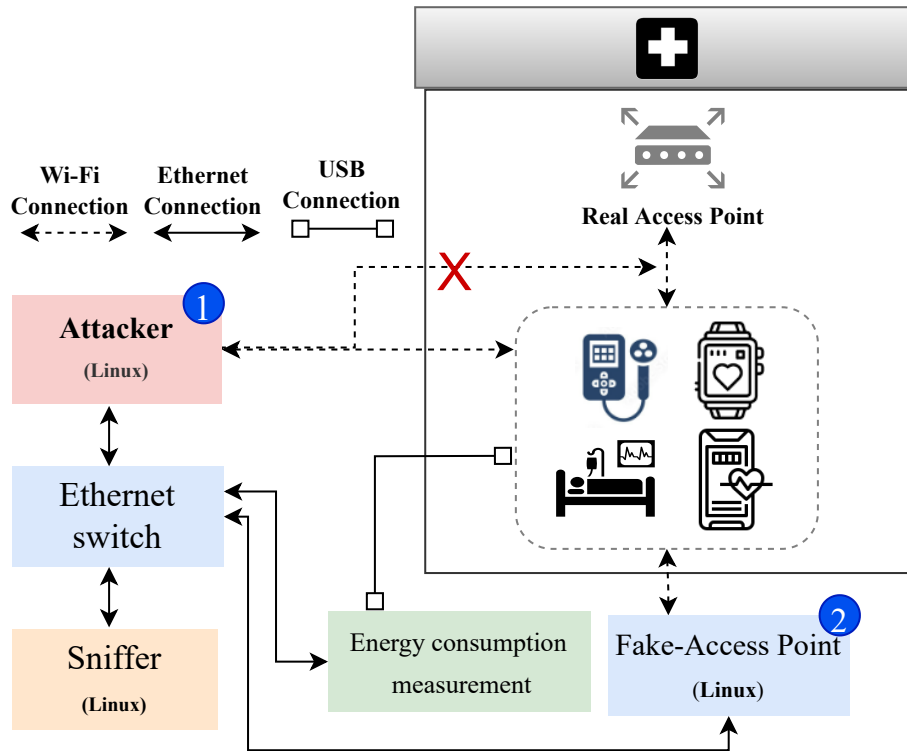 Real Access Point
Wi-Fi
Connection
Ethernet
Connection
USB
Connection
X
1
Attacker
(Linux)
Ethernet
switch
Sniffer
(Linux)
Energy consumption
measurement
2
Fake-Access Point
(Linux)